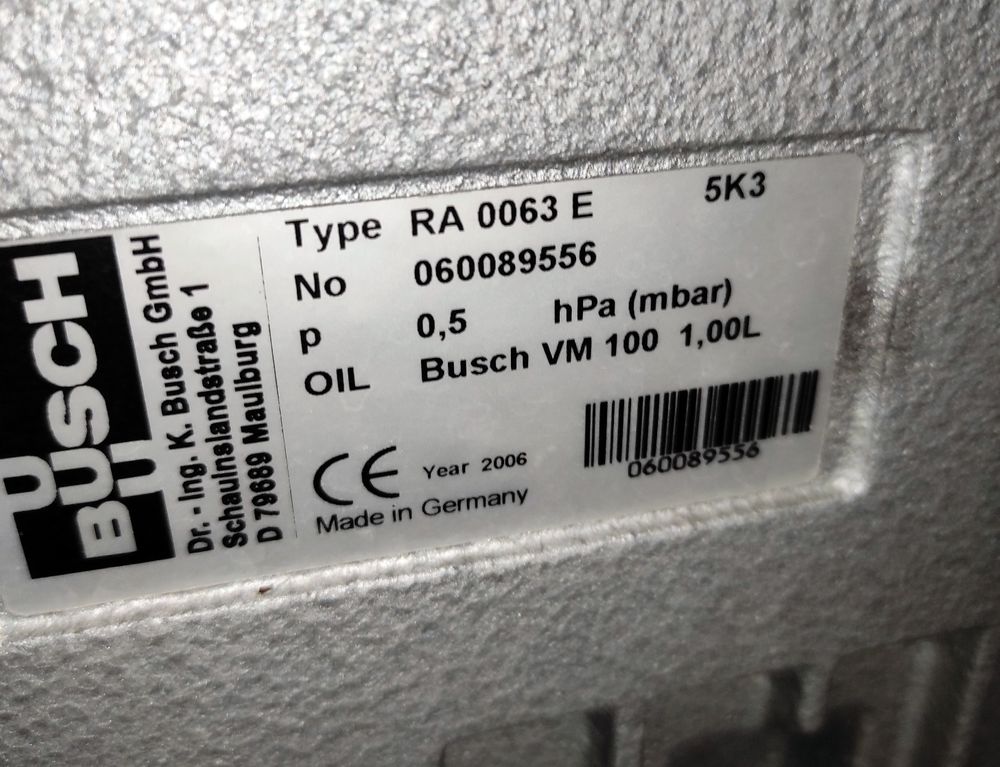 BUSCH
Dr. - Ing. K. Busch GmbH
Schauinslandstraße 1
D 79689 Maulburg
Type RA 0063 E 5K3
No 060089556
p 0,5 hPa (mbar)
OIL Busch VM 100 1,00L
CE Year 2006
Made in Germany
060089556